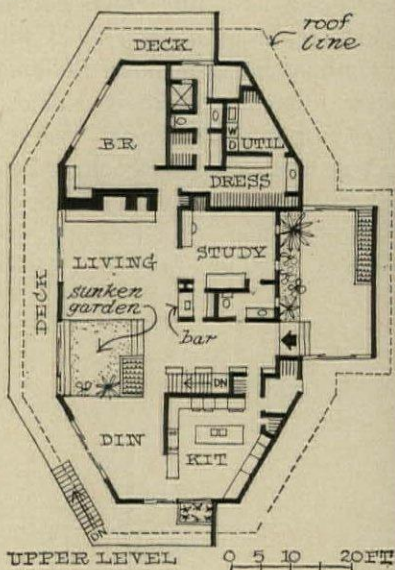 roof
line
DECK
BR
W
D
UTIL
DRESS
LIVING
STUDY
DECK
sunken
garden
bar
DN
DIN
KIT
DN
UPPER LEVEL
0 5 10 20FT